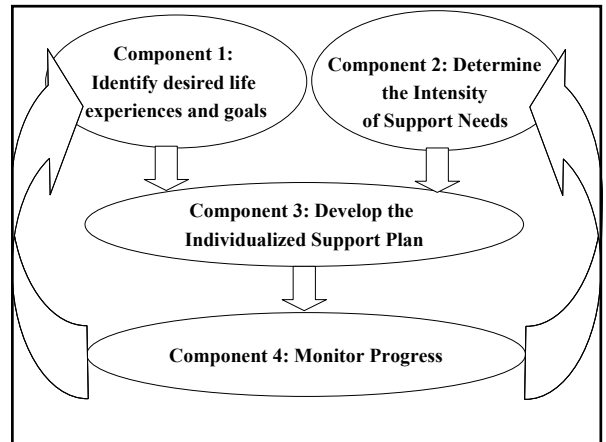 Component 1:
Identify desired life
experiences and goals
Component 2: Determine
the Intensity
of Support Needs
Component 3: Develop the
Individualized Support Plan
Component 4: Monitor Progress